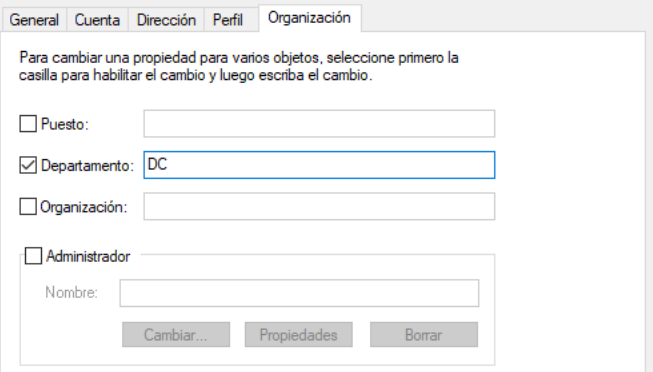 General Cuenta Dirección Perfil Organización
Para cambiar una propiedad para varios objetos, seleccione primero la
casilla para habilitar el cambio y luego escriba el cambio.
Puesto:
Departamento: DC
Organización:
Administrador
Nombre:
Cambiar... Propiedades Borrar